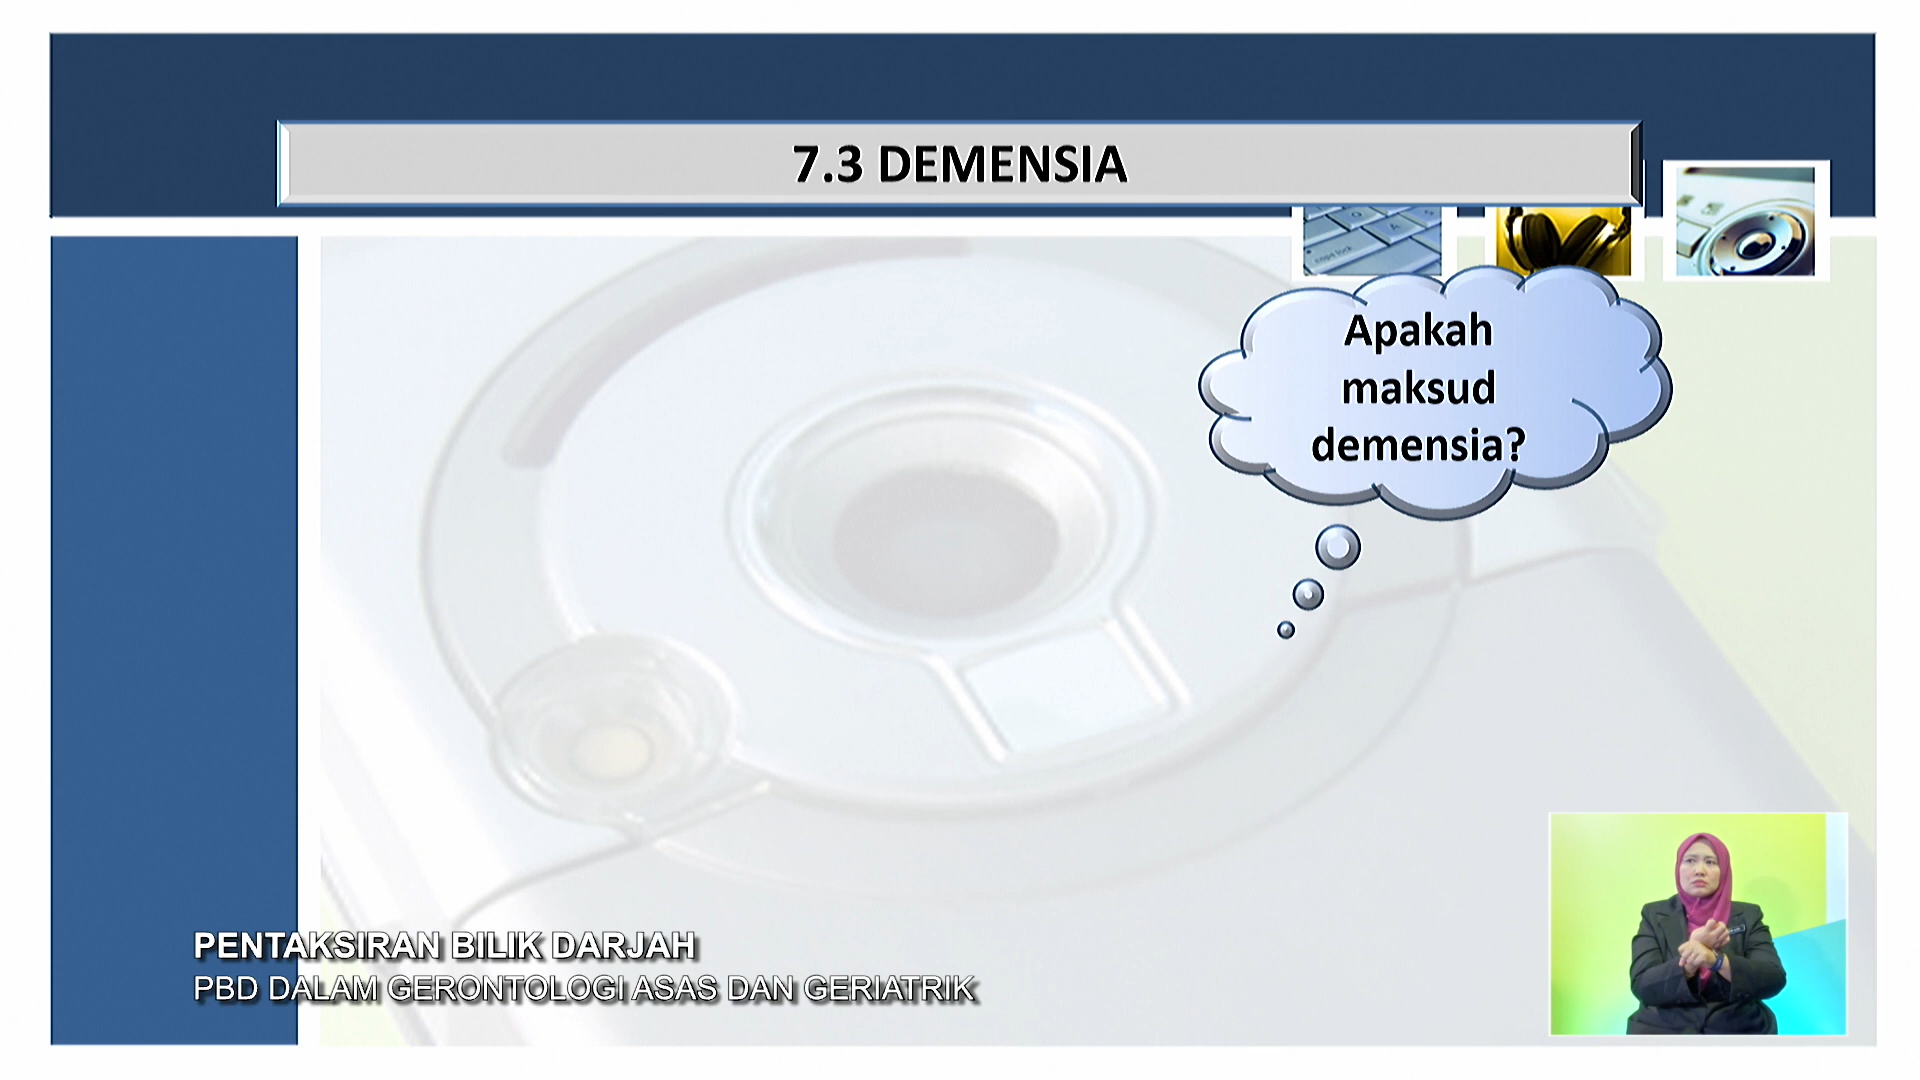 7.3 DEMENSIA
Apakah
maksud
demensia?
PENTAKSIRAN BILIK DARJAH
PBD DALAM GERONTOLOGI ASAS DAN GERIATRIK